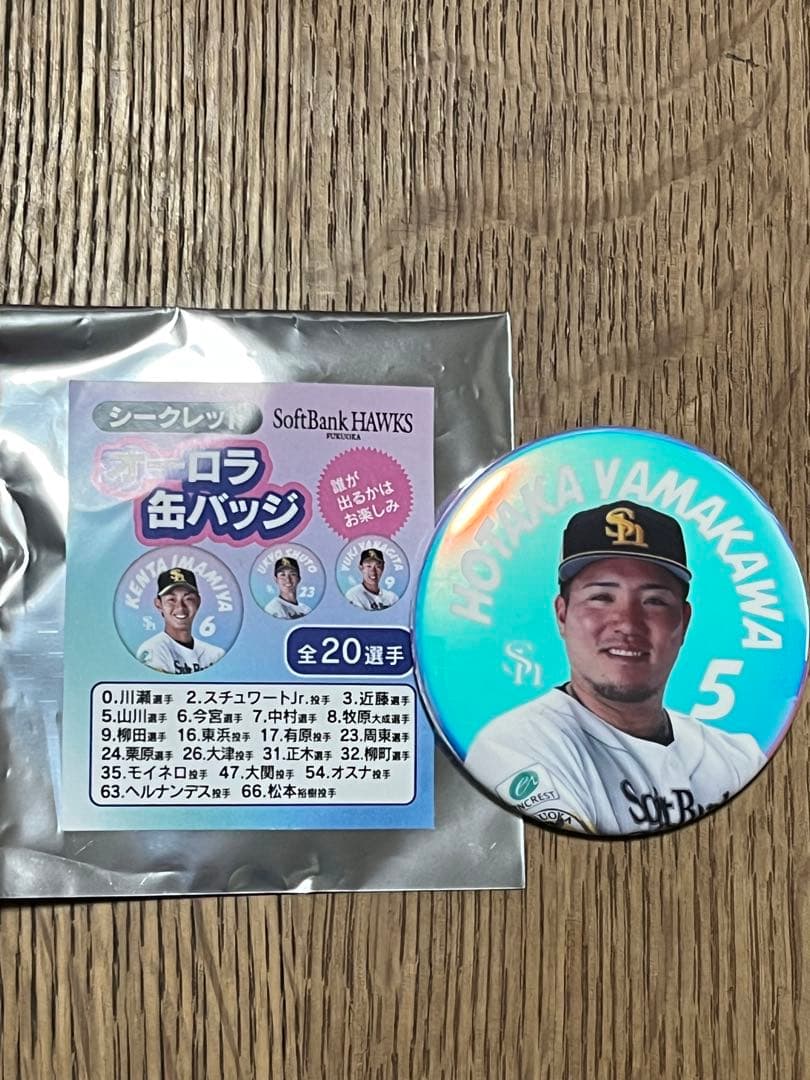 シークレット
SoftBank HAWKS
FUKUOKA
オーロラ
缶バッジ
誰が
出るかは
お楽しみ
KENTA IMAMIYA
6
UKYO SHUTO
23
YUKI YANAGITA
9
全20選手
0.川瀬選手 2.スチュワートJr.投手 3.近藤選手
5.山川選手 6.今宮選手 7.中村選手 8.牧原大成選手
9.柳田選手 16.東浜投手 17.有原投手 23.周東選手
24.栗原選手 26.大津投手 31.正木選手 32.柳町選手
35.モイネロ投手 47.大関投手 54.オスナ投手
63.ヘルナンデス投手 66.松本裕樹投手
HOTAKA YAMAKAWA
5